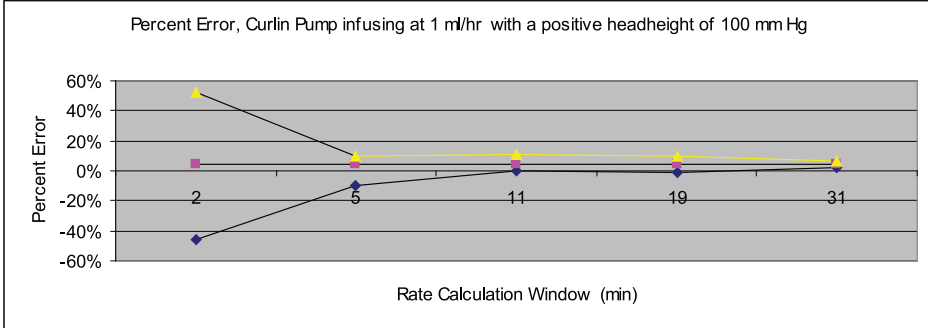 Percent Error, Curlin Pump infusing at 1 ml/hr with a positive headheight of 100 mm Hg
60%
40%
20%
0%
-20%
-40%
-60%
Percent Error
2 5 11 19 31
Rate Calculation Window (min)